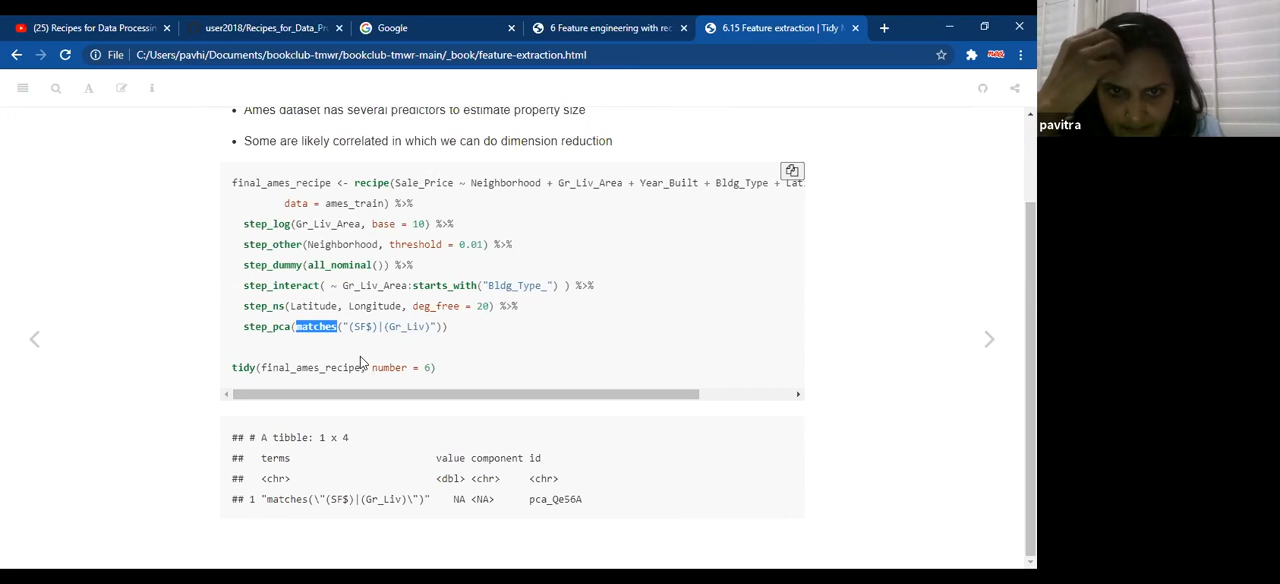 (25) Recipes for Data Processin
user2018/Recipes_for_Data_Pr
Google
6 Feature engineering with rec
6.15 Feature extraction | Tidy M
File
C:/Users/pavhi/Documents/bookclub-tmwr/bookclub-tmwr-main/_book/feature-extraction.html
pavitra
• Ames dataset has several predictors to estimate property size
• Some are likely correlated in which we can do dimension reduction
final_ames_recipe <- recipe(Sale_Price ~ Neighborhood + Gr_Liv_Area + Year_Built + Bldg_Type + Lat
data = ames_train) %>%
step_log(Gr_Liv_Area, base = 10) %>%
step_other(Neighborhood, threshold = 0.01) %>%
step_dummy(all_nominal()) %>%
step_interact( ~ Gr_Liv_Area:starts_with("Bldg_Type_") ) %>%
step_ns(Latitude, Longitude, deg_free = 20) %>%
step_pca(matches("(SF$)|(Gr_Liv)"))
tidy(final_ames_recipe, number = 6)
## # A tibble: 1 x 4
## terms value component id
## <chr> <dbl> <chr> <chr>
## 1 "matches(\"(SF$)|(Gr_Liv)\")" NA <NA> pca_Qe56A